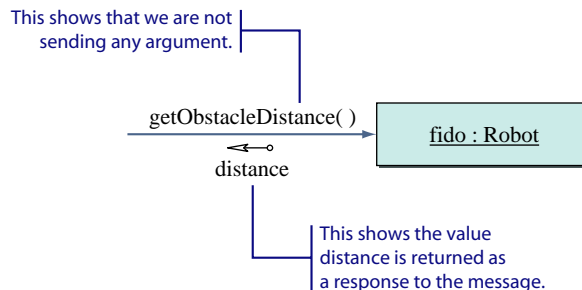 This shows that we are not
sending any argument.
getObstacleDistance( )
fido : Robot
distance
This shows the value
distance is returned as
a response to the message.